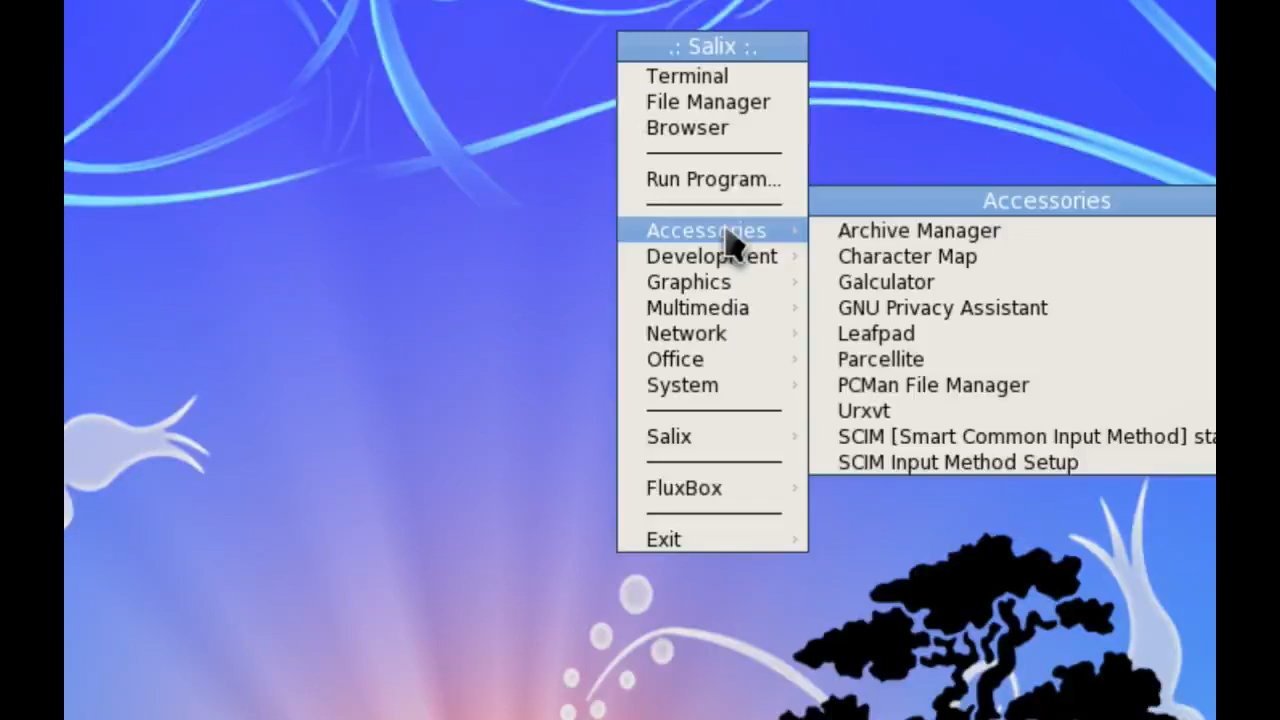 .: Salix :.
Terminal
File Manager
Browser
Run Program...
Accessories
Development
Graphics
Multimedia
Network
Office
System
Salix
FluxBox
Exit
Accessories
Archive Manager
Character Map
Galculator
GNU Privacy Assistant
Leafpad
Parcellite
PCMan File Manager
Urxvt
SCIM [Smart Common Input Method]
SCIM Input Method Setup